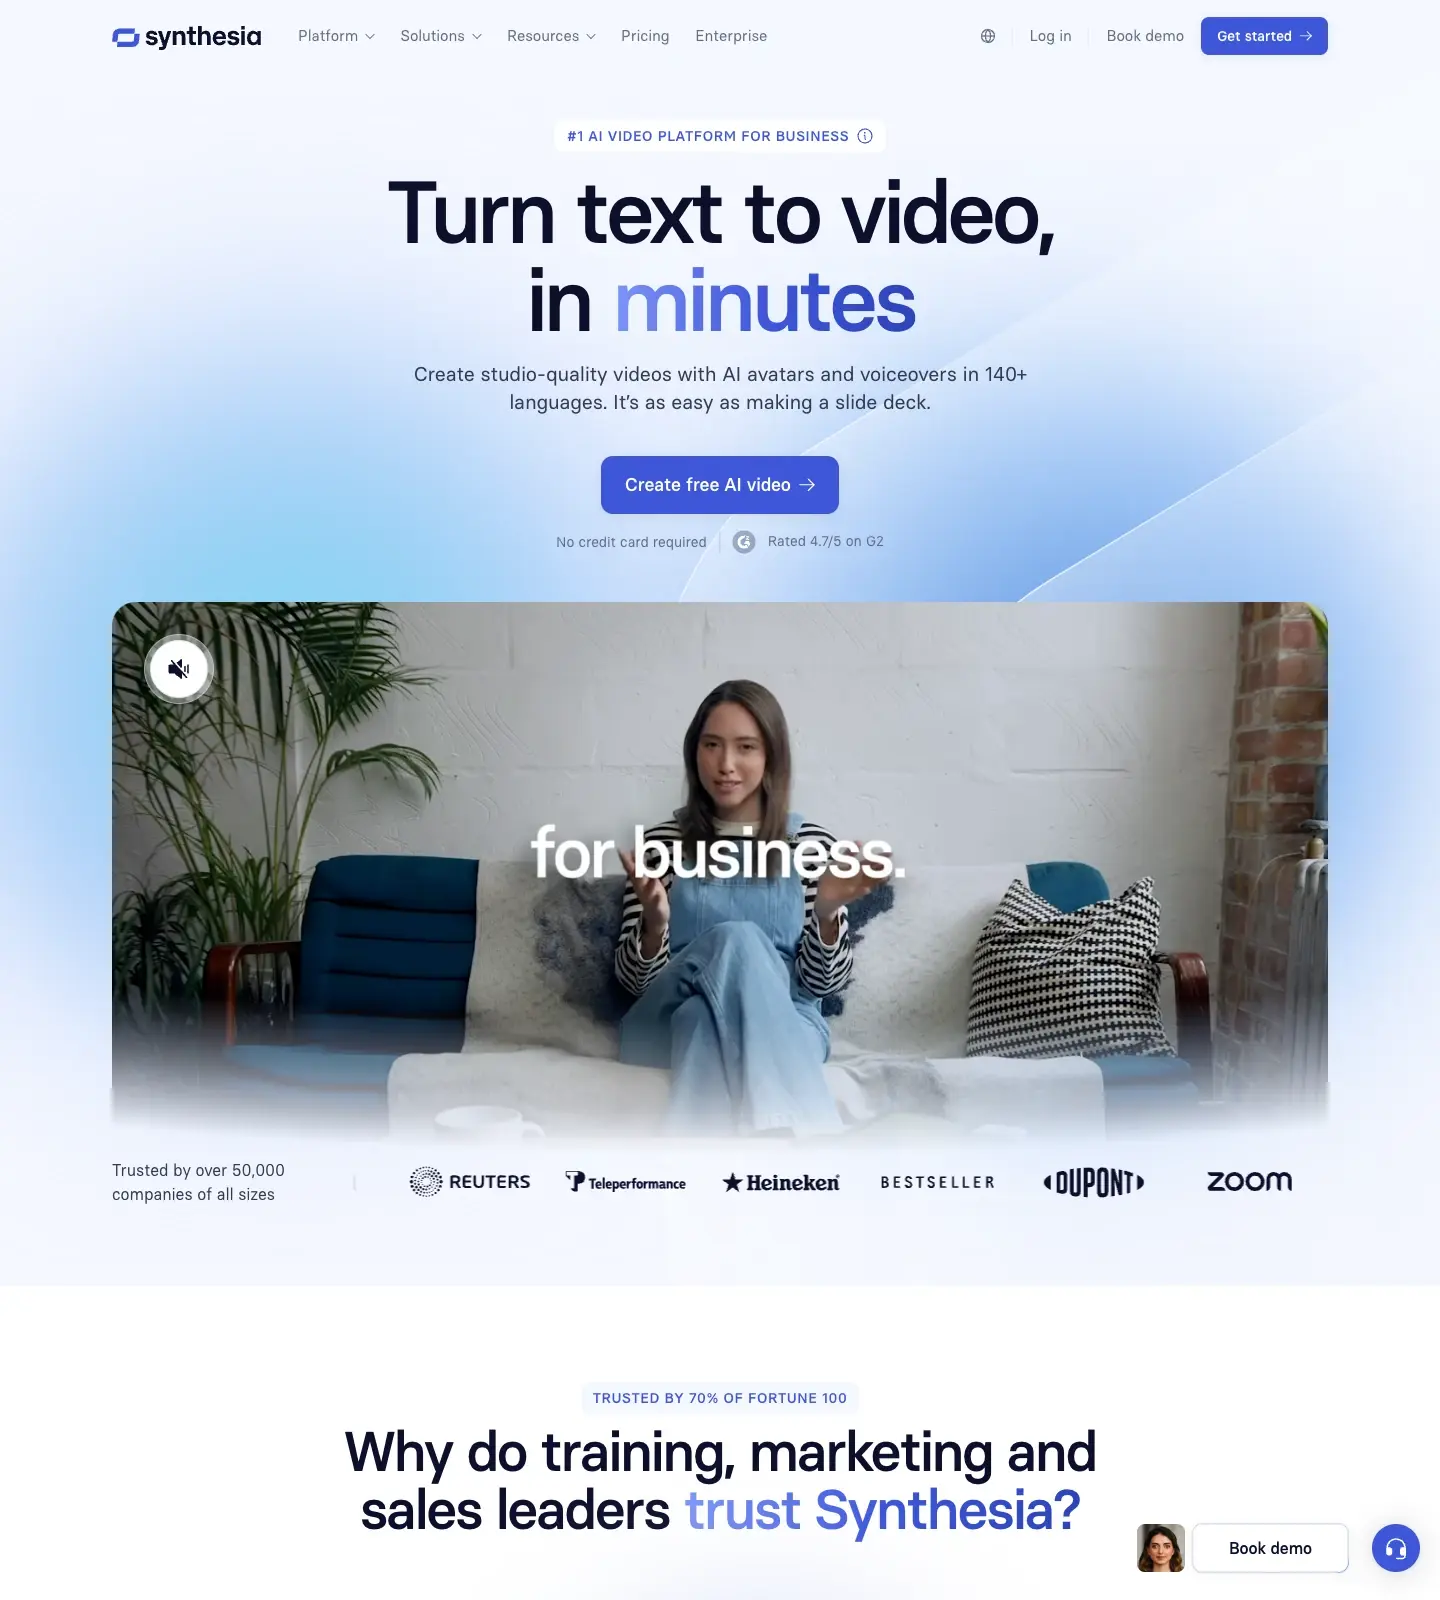 synthesia
Platform
Solutions
Resources
Pricing
Enterprise
Log in
Book demo
Get started
#1 AI VIDEO PLATFORM FOR BUSINESS
Turn text to video,
in minutes
Create studio-quality videos with AI avatars and voiceovers in 140+
languages. It’s as easy as making a slide deck.
Create free AI video
No credit card required
Rated 4.7/5 on G2
for business.
Trusted by over 50,000
companies of all sizes
REUTERS
Teleperformance
Heineken
BESTSELLER
DUPONT
zoom
TRUSTED BY 70% OF FORTUNE 100
Why do training, marketing and
sales leaders trust Synthesia?
Book demo